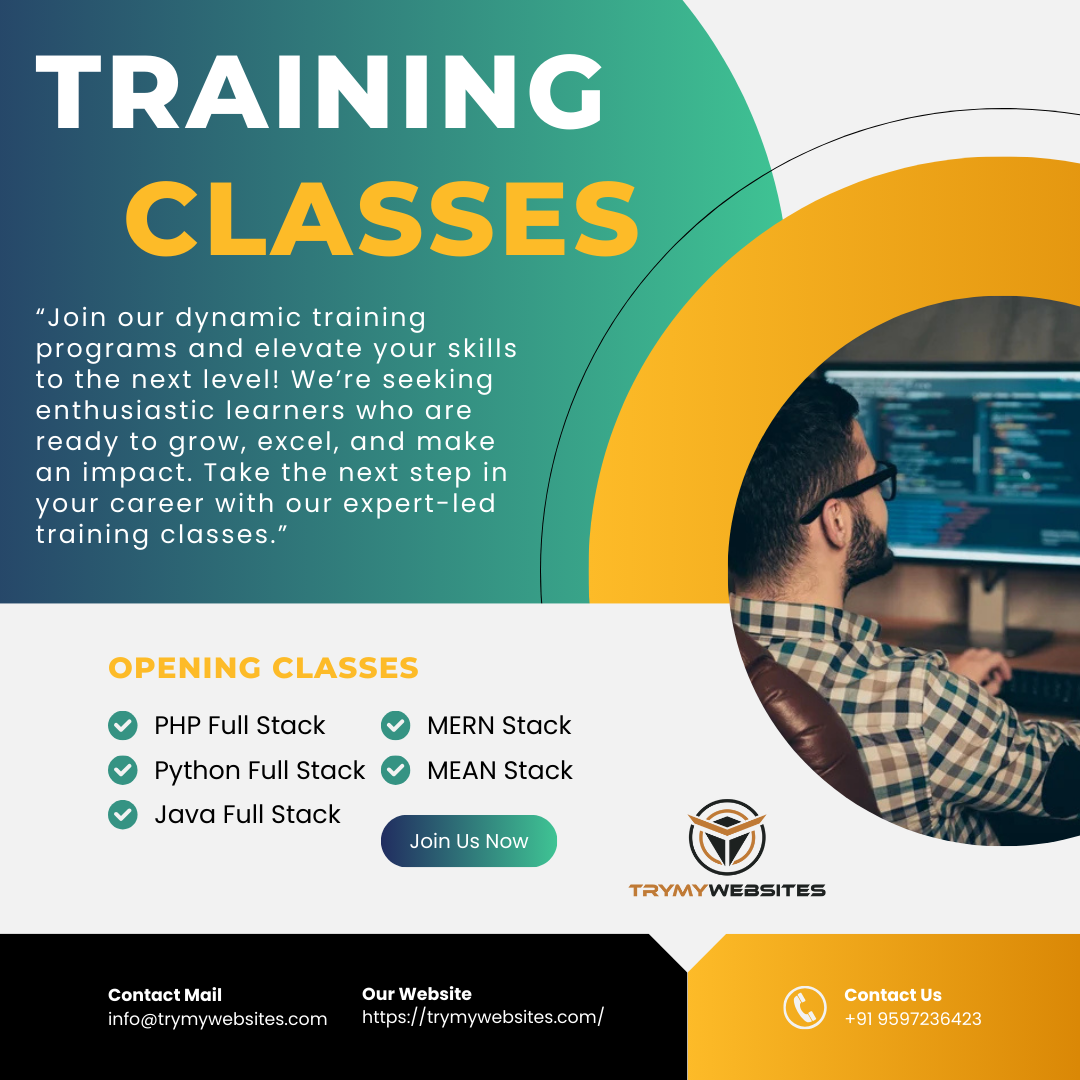 TRAINING
CLASSES
“Join our dynamic training
programs and elevate your skills
to the next level! We’re seeking
enthusiastic learners who are
ready to grow, excel, and make
an impact. Take the next step in
your career with our expert-led
training classes.”
OPENING CLASSES
PHP Full Stack
Python Full Stack
Java Full Stack
MERN Stack
MEAN Stack
Join Us Now
TRYMYWEBSITES
Contact Mail
info@trymywebsites.com
Our Website
https://trymywebsites.com/
Contact Us
+91 9597236423